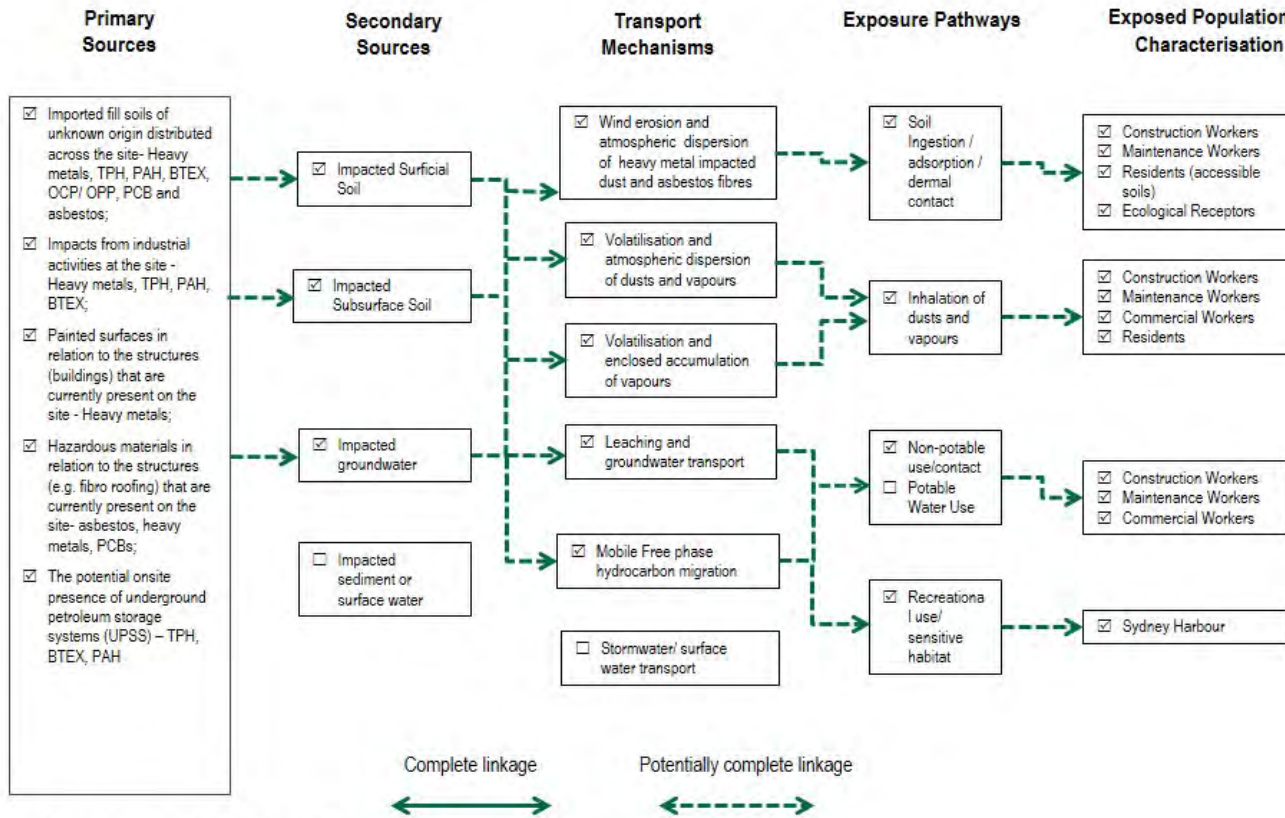 Primary
Sources
Secondary
Sources
Transport
Mechanisms
Exposure Pathways
Exposed Population
Characterisation
☑ Imported fill soils of
unknown origin distributed
across the site- Heavy
metals, TPH, PAH, BTEX,
OCP/ OPP, PCB and
asbestos;
☑ Impacts from industrial
activities at the site -
Heavy metals, TPH, PAH,
BTEX;
☑ Painted surfaces in
relation to the structures
(buildings) that are
currently present on the
site - Heavy metals;
☑ Hazardous materials in
relation to the structures
(e.g. fibro roofing) that are
currently present on the
site- asbestos, heavy
metals, PCBs;
☑ The potential onsite
presence of underground
petroleum storage
systems (UPSS) – TPH,
BTEX, PAH
☑ Impacted Surficial
Soil
☑ Impacted
Subsurface Soil
☑ Impacted
groundwater
☐ Impacted
sediment or
surface water
☑ Wind erosion and
atmospheric dispersion
of heavy metal impacted
dust and asbestos fibres
☑ Volatilisation and
atmospheric dispersion
of dusts and vapours
☑ Volatilisation and
enclosed accumulation
of vapours
☑ Leaching and
groundwater transport
☑ Mobile Free phase
hydrocarbon migration
☐ Stormwater/ surface
water transport
☑ Soil
Ingestion /
adsorption /
dermal
contact
☑ Inhalation of
dusts and
vapours
☑ Non-potable
use/contact
☐ Potable
Water Use
☑ Recreationa
l use/
sensitive
habitat
☑ Construction Workers
☑ Maintenance Workers
☑ Residents (accessible
soils)
☑ Ecological Receptors
☑ Construction Workers
☑ Maintenance Workers
☑ Commercial Workers
☑ Residents
☑ Construction Workers
☑ Maintenance Workers
☑ Commercial Workers
☑ Sydney Harbour
Complete linkage
Potentially complete linkage